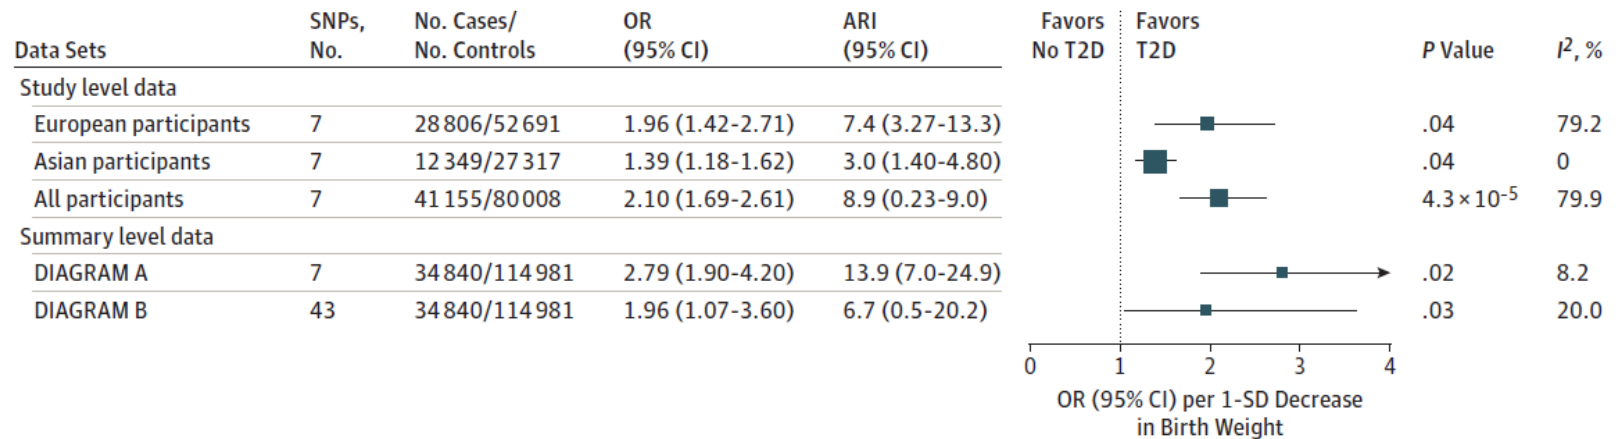 Data Sets SNPs, No. No. Cases/ No. Controls OR (95% CI) ARI (95% CI) Favors No T2D Favors T2D P Value I², %
Study level data
European participants 7 28 806/52 691 1.96 (1.42-2.71) 7.4 (3.27-13.3) .04 79.2
Asian participants 7 12 349/27 317 1.39 (1.18-1.62) 3.0 (1.40-4.80) .04 0
All participants 7 41 155/80 008 2.10 (1.69-2.61) 8.9 (0.23-9.0) 4.3 × 10⁻⁵ 79.9
Summary level data
DIAGRAM A 7 34 840/114 981 2.79 (1.90-4.20) 13.9 (7.0-24.9) .02 8.2
DIAGRAM B 43 34 840/114 981 1.96 (1.07-3.60) 6.7 (0.5-20.2) .03 20.0
0 1 2 3 4
OR (95% CI) per 1-SD Decrease
in Birth Weight